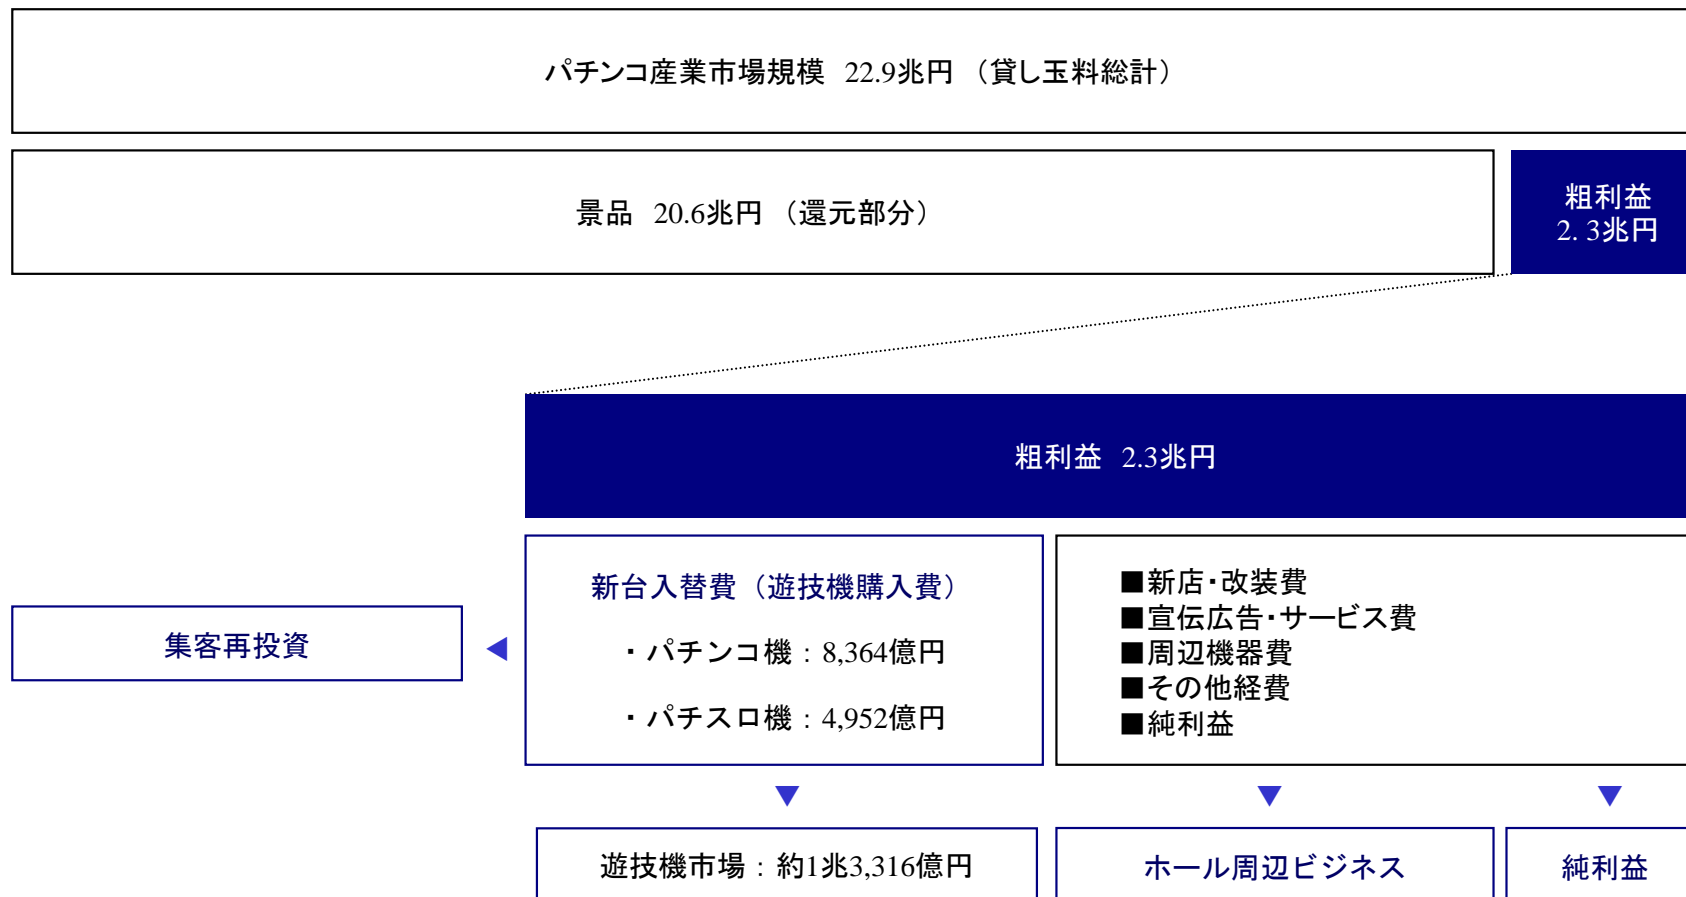 パチンコ産業市場規模 22.9兆円 （貸し玉料総計）
景品 20.6兆円 （還元部分）
粗利益
2. 3兆円
粗利益 2.3兆円
新台入替費（遊技機購入費）
・パチンコ機：8,364億円
・パチスロ機：4,952億円
■新店・改装費
■宣伝広告・サービス費
■周辺機器費
■その他経費
■純利益
集客再投資
遊技機市場：約1兆3,316億円
ホール周辺ビジネス
純利益